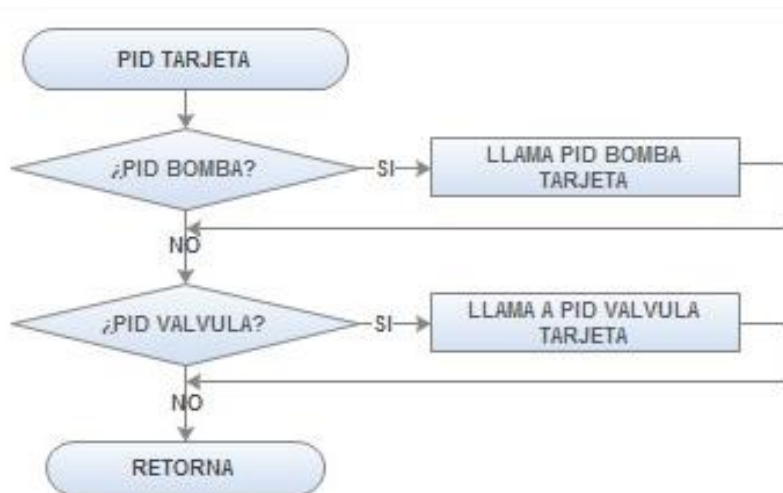 PID TARJETA
¿PID BOMBA?
SI
LLAMA PID BOMBA
TARJETA
NO
¿PID VALVULA?
SI
LLAMA A PID VALVULA
TARJETA
NO
RETORNA